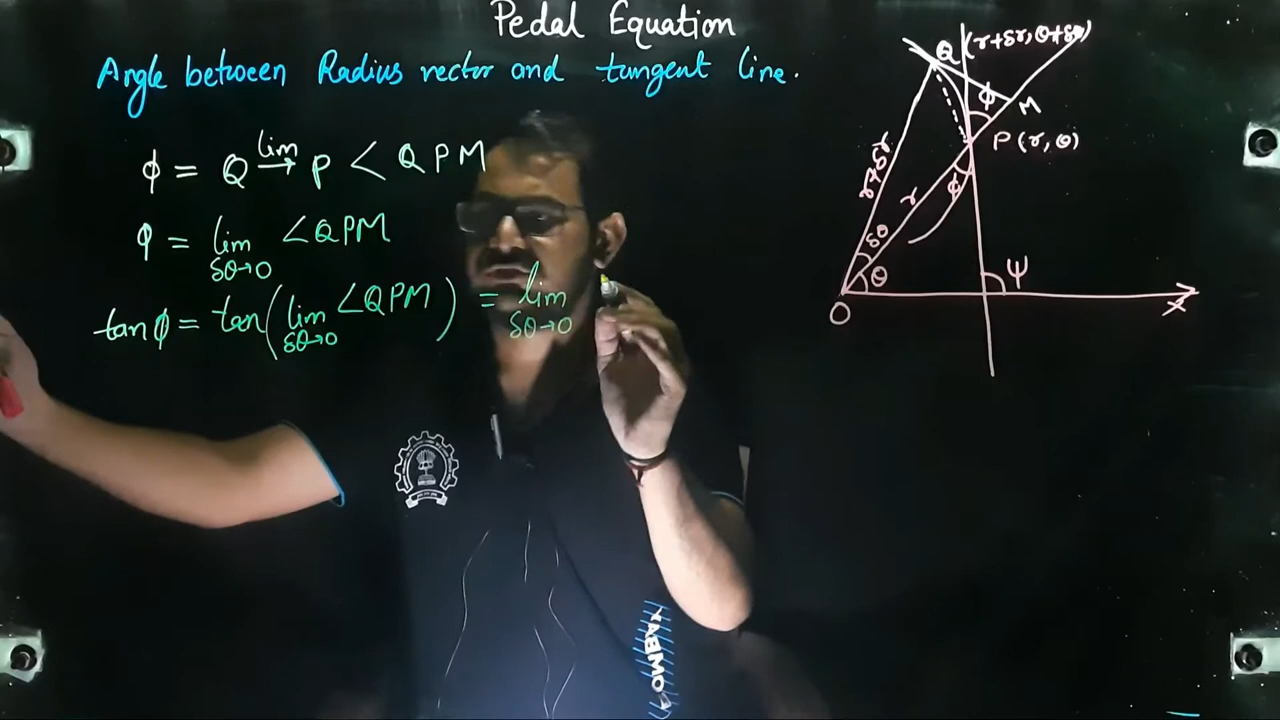 Pedal Equation
Angle between Radius vector and tangent line.
ϕ = Q lim→ P < QPM
ϕ = lim δθ→0 <QPM
tan ϕ = tan( lim δθ→0 <QPM ) = lim δθ→0
Q (r+δr, θ+δθ)
ϕ
M
P (r, θ)
r+δr
r
ϕ
δθ
θ
ψ
O
x